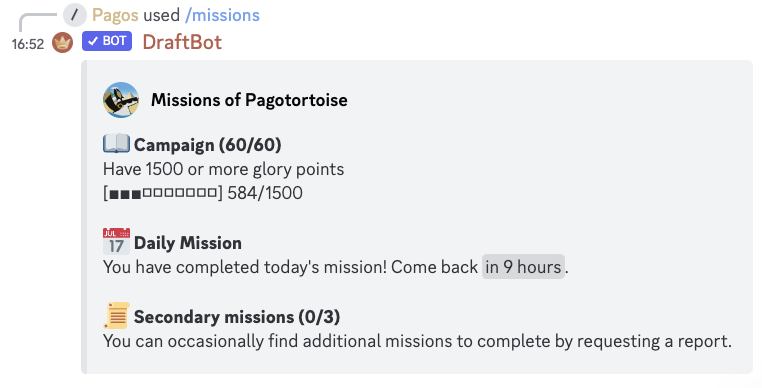 Pagos used /missions
16:52 ✓ BOT DraftBot
Missions of Pagotortoise
Campaign (60/60)
Have 1500 or more glory points
[■■■□□□□□□□] 584/1500
JUL 17 Daily Mission
You have completed today's mission! Come back in 9 hours.
Secondary missions (0/3)
You can occasionally find additional missions to complete by requesting a report.